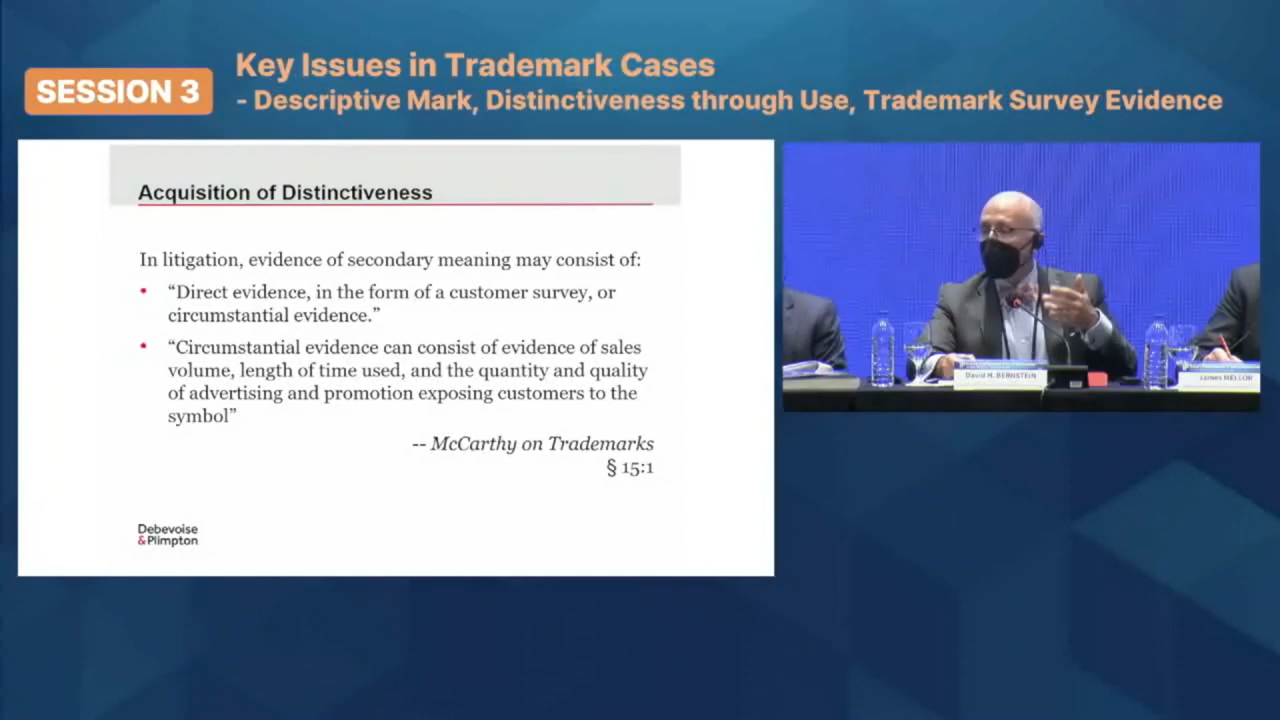 SESSION 3
Key Issues in Trademark Cases
- Descriptive Mark, Distinctiveness through Use, Trademark Survey Evidence
Acquisition of Distinctiveness
In litigation, evidence of secondary meaning may consist of:
• “Direct evidence, in the form of a customer survey, or
circumstantial evidence.”
• “Circumstantial evidence can consist of evidence of sales
volume, length of time used, and the quantity and quality
of advertising and promotion exposing customers to the
symbol”
-- McCarthy on Trademarks
§ 15:1
Debevoise
&Plimpton
David H. BERNSTEIN
James MELLOR